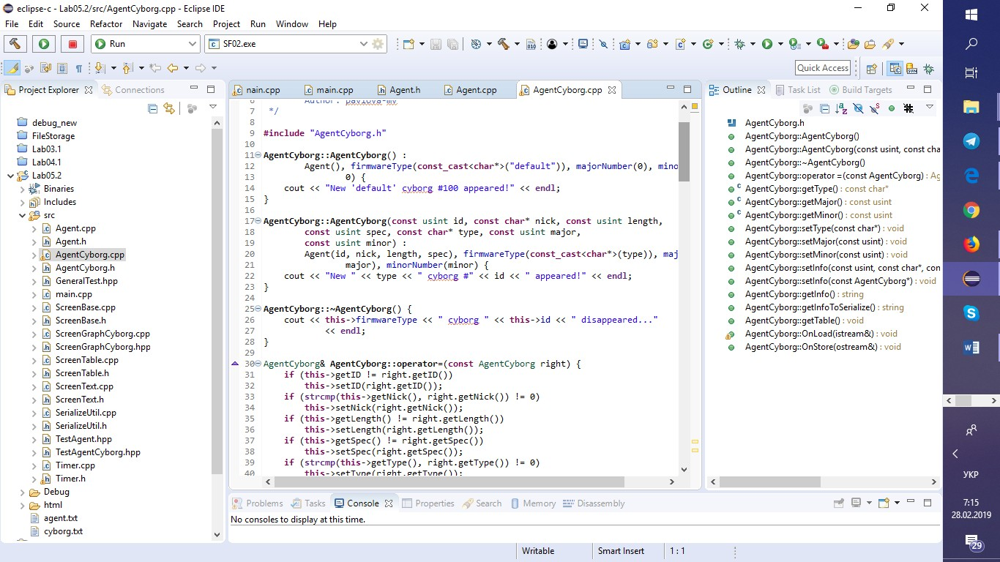 eclipse-c - Lab05.2/src/AgentCyborg.cpp - Eclipse IDE
File Edit Source Refactor Navigate Search Project Run Window Help
Run SF02.exe
Quick Access
Project Explorer Connections
debug_new
FileStorage
Lab03.1
Lab04.1
Lab05.2
Binaries
Includes
src
Agent.cpp
Agent.h
AgentCyborg.cpp
AgentCyborg.h
GeneralTest.hpp
main.cpp
ScreenBase.cpp
ScreenBase.h
ScreenGraphCyborg.cpp
ScreenGraphCyborg.hpp
ScreenTable.cpp
ScreenTable.h
ScreenText.cpp
ScreenText.h
SerializeUtil.cpp
SerializeUtil.h
TestAgent.hpp
TestAgentCyborg.hpp
Timer.cpp
Timer.h
Debug
html
agent.txt
cyborg.txt
nain.cpp main.cpp Agent.h Agent.cpp AgentCyborg.cpp
6 Author: pavlova-mv
7 */
8
9 #include "AgentCyborg.h"
10
11 AgentCyborg::AgentCyborg() :
12 Agent(), firmwareType(const_cast<char*>("default")), majorNumber(0), mino
13 0) {
14 cout << "New 'default' cyborg #100 appeared!" << endl;
15 }
16
17 AgentCyborg::AgentCyborg(const usint id, const char* nick, const usint length,
18 const usint spec, const char* type, const usint major,
19 const usint minor) :
20 Agent(id, nick, length, spec), firmwareType(const_cast<char*>(type)), maj
21 major), minorNumber(minor) {
22 cout << "New " << type << " cyborg #" << id << " appeared!" << endl;
23 }
24
25 AgentCyborg::~AgentCyborg() {
26 cout << this->firmwareType << " cyborg " << this->id << " disappeared..."
27 << endl;
28 }
29
30 AgentCyborg& AgentCyborg::operator=(const AgentCyborg right) {
31 if (this->getID != right.getID())
32 this->setID(right.getID());
33 if (strcmp(this->getNick(), right.getNick()) != 0)
34 this->setNick(right.getNick());
35 if (this->getLength() != right.getLength())
36 this->setLength(right.getLength());
37 if (this->getSpec() != right.getSpec())
38 this->setSpec(right.getSpec());
39 if (strcmp(this->getType(), right.getType()) != 0)
40 this->setType(right.getType());
Outline Task List Build Targets
AgentCyborg.h
AgentCyborg::AgentCyborg()
AgentCyborg::AgentCyborg(const usint, const cha
AgentCyborg::~AgentCyborg()
AgentCyborg::operator =(const AgentCyborg) : Ag
AgentCyborg::getType() : const char*
AgentCyborg::getMajor() : const usint
AgentCyborg::getMinor() : const usint
AgentCyborg::setType(const char*) : void
AgentCyborg::setMajor(const usint) : void
AgentCyborg::setMinor(const usint) : void
AgentCyborg::setInfo(const usint, const char*, con
AgentCyborg::setInfo(const AgentCyborg*) : void
AgentCyborg::getInfo() : string
AgentCyborg::getInfoToSerialize() : string
AgentCyborg::getTable() : void
AgentCyborg::OnLoad(istream&) : void
AgentCyborg::OnStore(ostream&) : void
Problems Tasks Console Properties Search Memory Disassembly
No consoles to display at this time.
Writable Smart Insert 1 : 1
УКР
7:15
28.02.2019
29